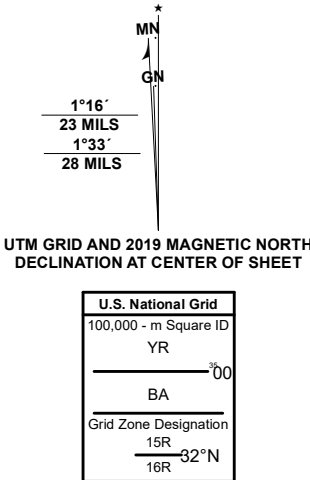 ★
MN
GN
1°16´
23 MILS
1°33´
28 MILS
UTM GRID AND 2019 MAGNETIC NORTH
DECLINATION AT CENTER OF SHEET
U.S. National Grid
100,000 - m Square ID
YR
³⁵00
BA
Grid Zone Designation
15R
32°N
16R